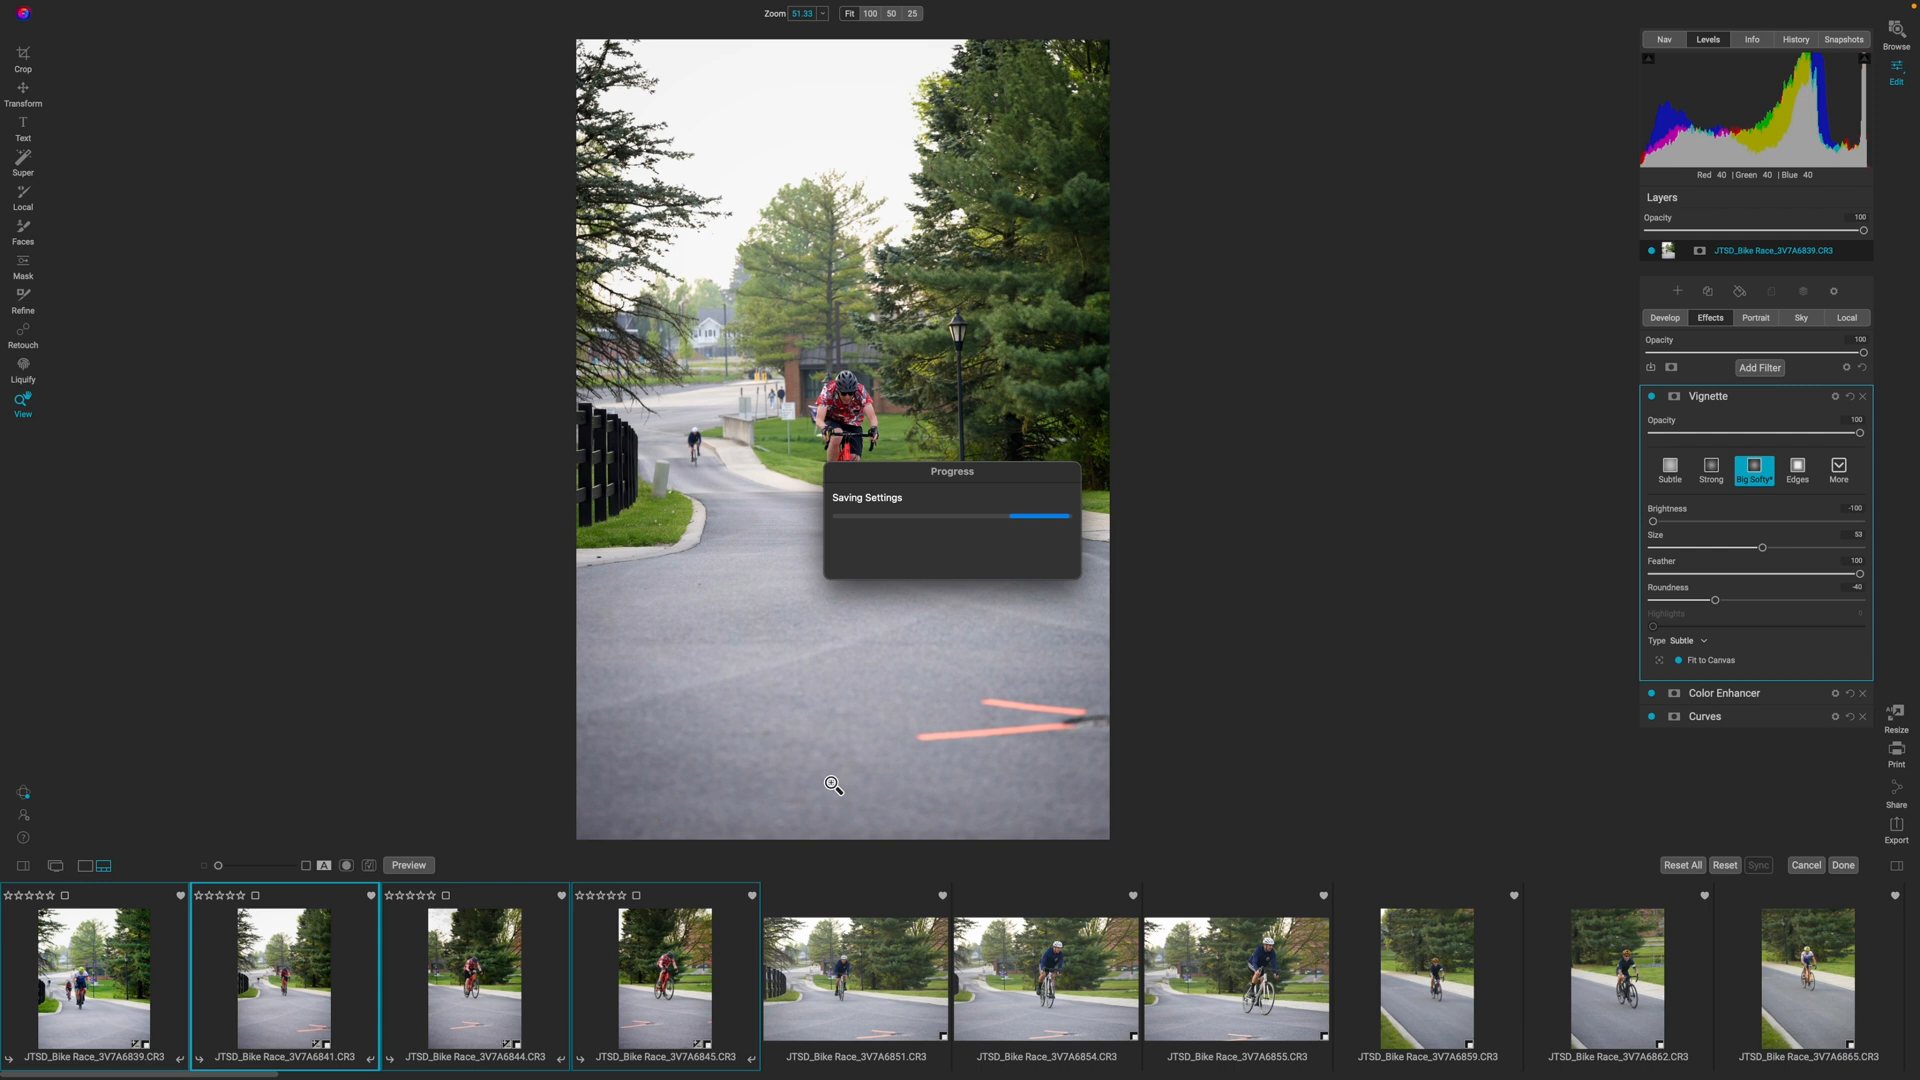 Zoom 51.33 Fit 100 50 25
Crop
Transform
Text
Super
Local
Faces
Mask
Refine
Retouch
Liquify
View
Progress
Saving Settings
Nav Levels Info History Snapshots
Browse
Edit
Red 40 | Green 40 | Blue 40
Layers
Opacity 100
JTSD_Bike Race_3V7A6839.CR3
Develop Effects Portrait Sky Local
Opacity 100
Add Filter
Vignette
Opacity 100
Subtle Strong Big Softy* Edges More
Brightness -100
Size 53
Feather 100
Roundness -40
Highlights 0
Type Subtle
Fit to Canvas
Color Enhancer
Curves
Resize
Print
Share
Export
A Preview
Reset All Reset Sync Cancel Done
JTSD_Bike Race_3V7A6839.CR3
JTSD_Bike Race_3V7A6841.CR3
JTSD_Bike Race_3V7A6844.CR3
JTSD_Bike Race_3V7A6845.CR3
JTSD_Bike Race_3V7A6851.CR3
JTSD_Bike Race_3V7A6854.CR3
JTSD_Bike Race_3V7A6855.CR3
JTSD_Bike Race_3V7A6859.CR3
JTSD_Bike Race_3V7A6862.CR3
JTSD_Bike Race_3V7A6865.CR3